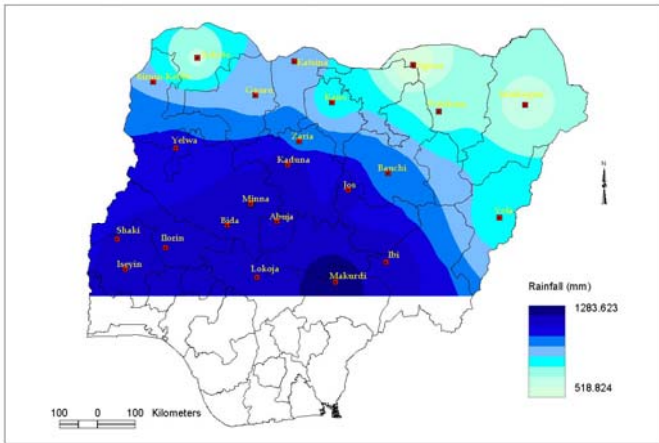 Katsina
Gusau
Kano
Zaria
Yelwa
Kaduna
Bauchi
Jos
N
Minna
Bida
Abuja
Yola
Shaki
Ilorin
Iseyin
Lokoja
Makurdi
Ibi
Rainfall (mm)
1283.623
518.824
100 0 100 Kilometers